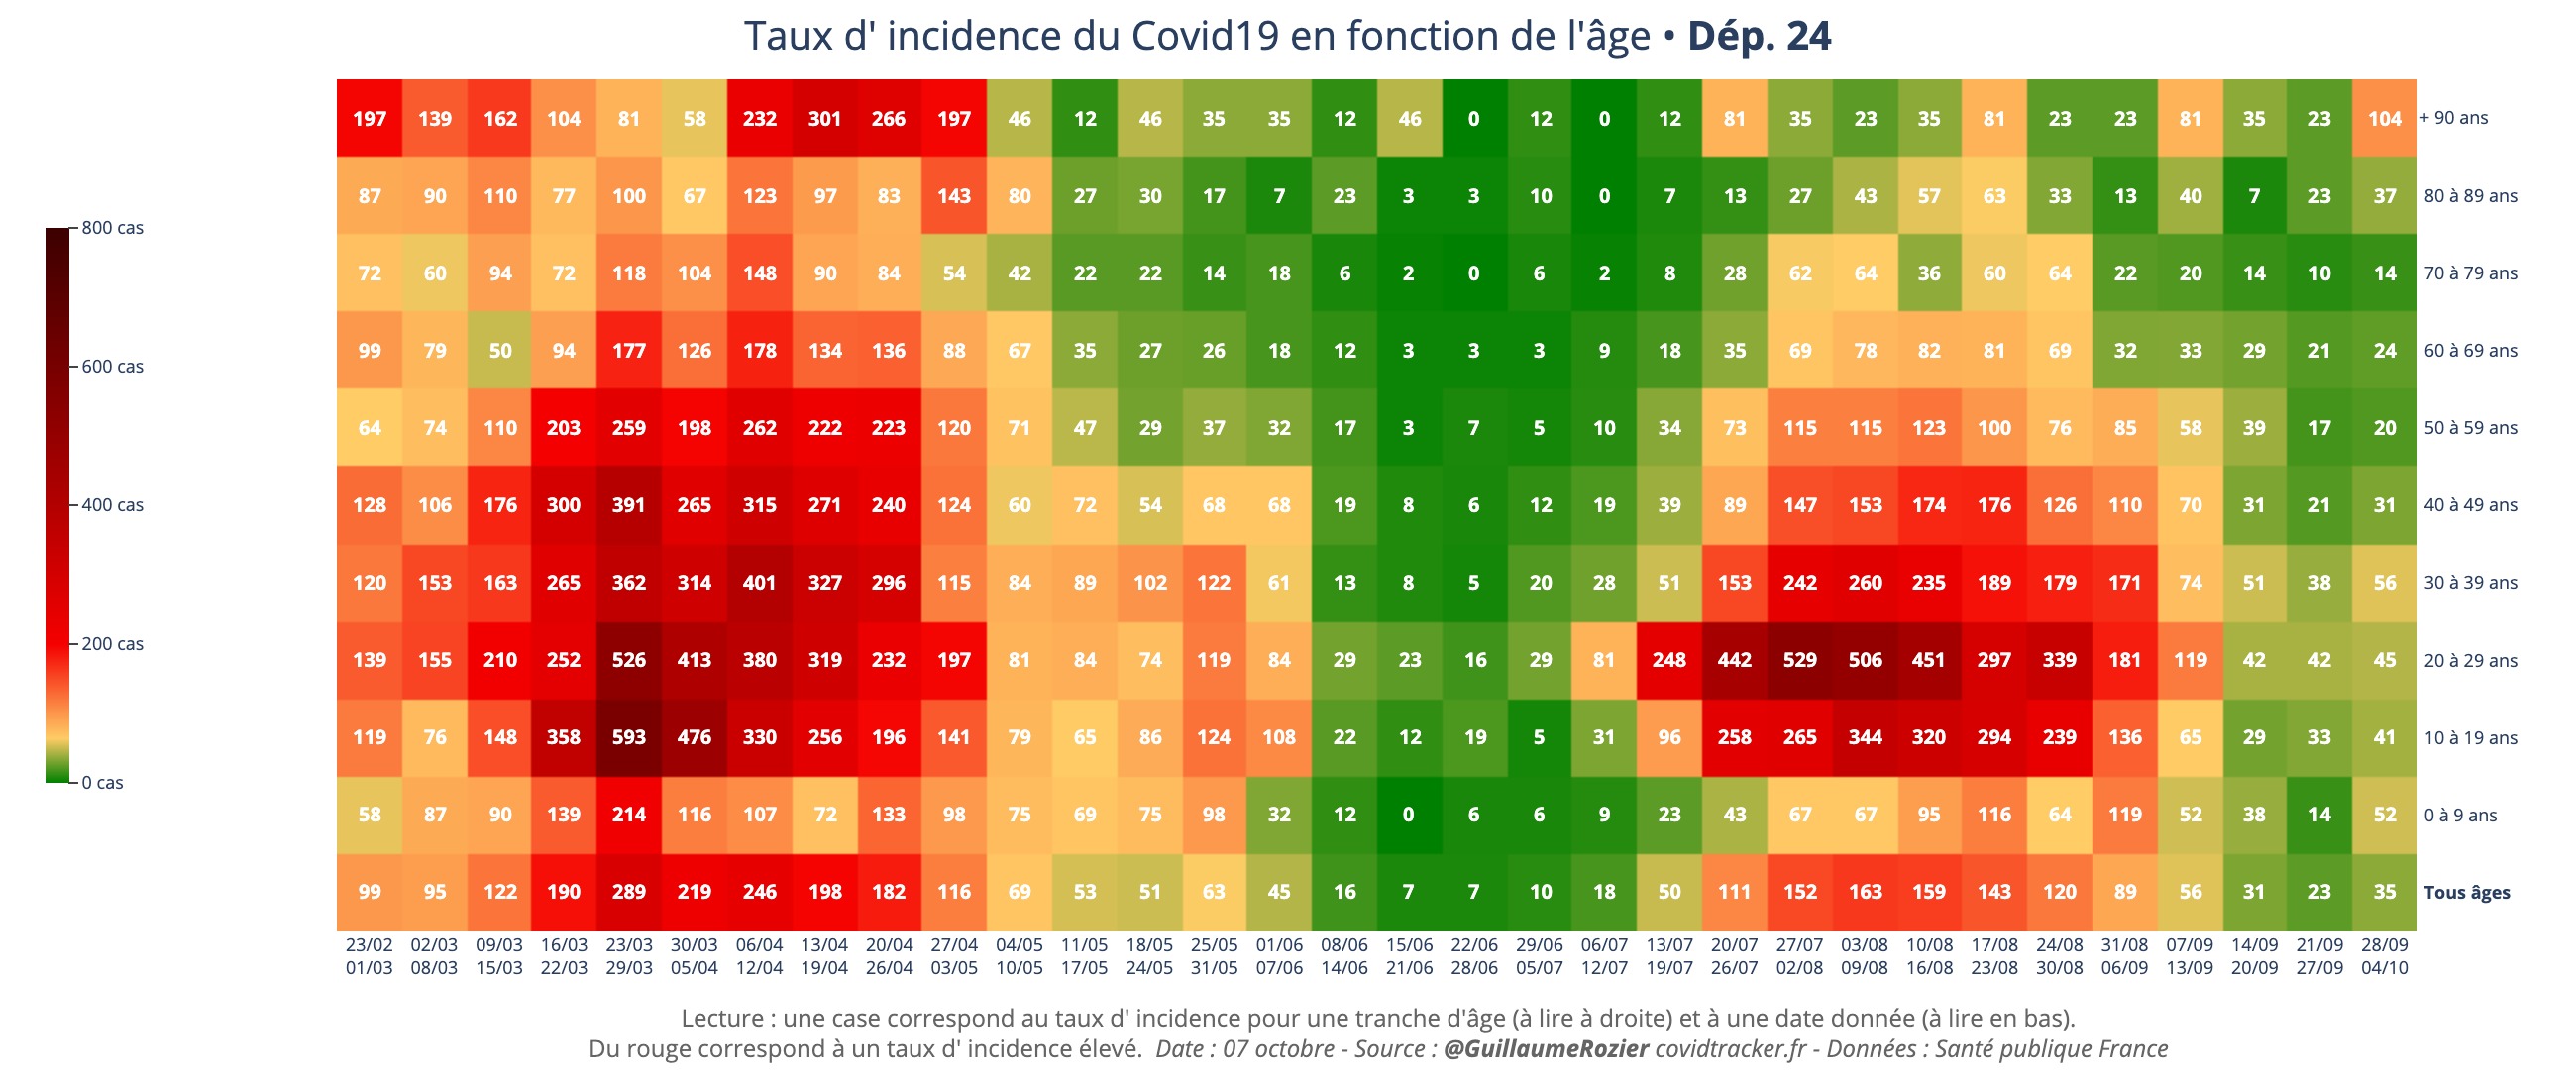 Taux d' incidence du Covid19 en fonction de l'âge • Dép. 24
197 139 162 104 81 58 232 301 266 197 46 12 46 35 35 12 46 0 12 0 12 81 35 23 35 81 23 23 81 35 23 104 + 90 ans
87 90 110 77 100 67 123 97 83 143 80 27 30 17 7 23 3 3 10 0 7 13 27 43 57 63 33 13 40 7 23 37 80 à 89 ans
800 cas
72 60 94 72 118 104 148 90 84 54 42 22 22 14 18 6 2 0 6 2 8 28 62 64 36 60 64 22 20 14 10 14 70 à 79 ans
99 79 50 94 177 126 178 134 136 88 67 35 27 26 18 12 3 3 3 9 18 35 69 78 82 81 69 32 33 29 21 24 60 à 69 ans
600 cas
64 74 110 203 259 198 262 222 223 120 71 47 29 37 32 17 3 7 5 10 34 73 115 115 123 100 76 85 58 39 17 20 50 à 59 ans
400 cas
128 106 176 300 391 265 315 271 240 124 60 72 54 68 68 19 8 6 12 19 39 89 147 153 174 176 126 110 70 31 21 31 40 à 49 ans
120 153 163 265 362 314 401 327 296 115 84 89 102 122 61 13 8 5 20 28 51 153 242 260 235 189 179 171 74 51 38 56 30 à 39 ans
200 cas
139 155 210 252 526 413 380 319 232 197 81 84 74 119 84 29 23 16 29 81 248 442 529 506 451 297 339 181 119 42 42 45 20 à 29 ans
119 76 148 358 593 476 330 256 196 141 79 65 86 124 108 22 12 19 5 31 96 258 265 344 320 294 239 136 65 29 33 41 10 à 19 ans
0 cas
58 87 90 139 214 116 107 72 133 98 75 69 75 98 32 12 0 6 6 9 23 43 67 67 95 116 64 119 52 38 14 52 0 à 9 ans
99 95 122 190 289 219 246 198 182 116 69 53 51 63 45 16 7 7 10 18 50 111 152 163 159 143 120 89 56 31 23 35 Tous âges
23/02 02/03 09/03 16/03 23/03 30/03 06/04 13/04 20/04 27/04 04/05 11/05 18/05 25/05 01/06 08/06 15/06 22/06 29/06 06/07 13/07 20/07 27/07 03/08 10/08 17/08 24/08 31/08 07/09 14/09 21/09 28/09
01/03 08/03 15/03 22/03 29/03 05/04 12/04 19/04 26/04 03/05 10/05 17/05 24/05 31/05 07/06 14/06 21/06 28/06 05/07 12/07 19/07 26/07 02/08 09/08 16/08 23/08 30/08 06/09 13/09 20/09 27/09 04/10
Lecture : une case correspond au taux d' incidence pour une tranche d'âge (à lire à droite) et à une date donnée (à lire en bas).
Du rouge correspond à un taux d' incidence élevé. Date : 07 octobre - Source : @GuillaumeRozier covidtracker.fr - Données : Santé publique France